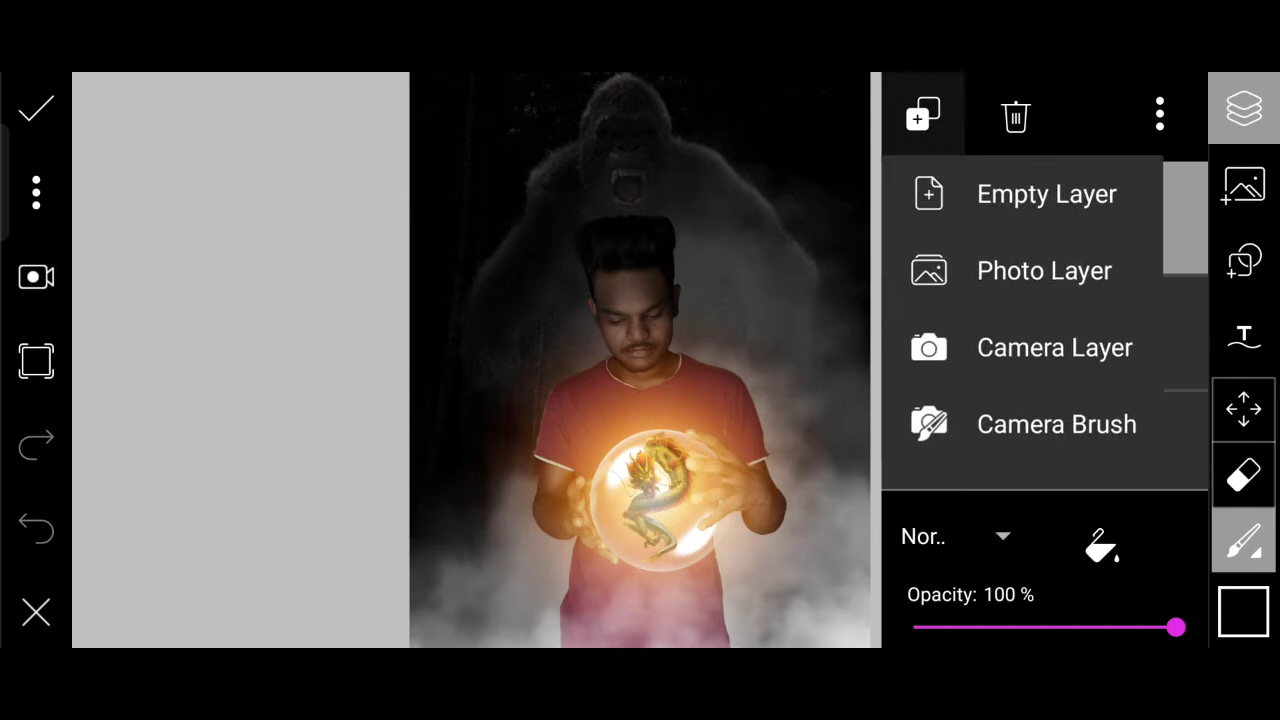 Empty Layer
Photo Layer
Camera Layer
Camera Brush
Nor..
Opacity: 100 %
T